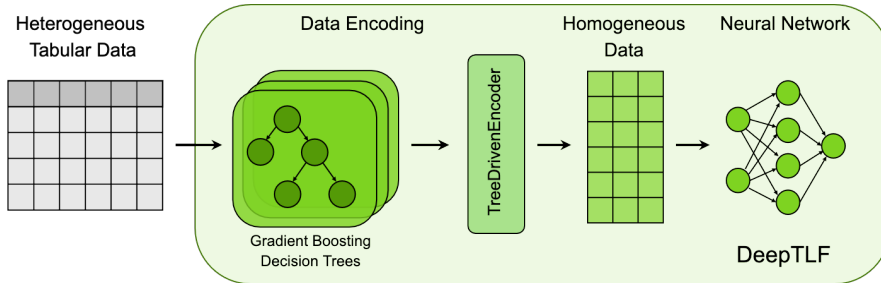 Heterogeneous
Tabular Data
Data Encoding
Gradient Boosting
Decision Trees
TreeDrivenEncoder
Homogeneous
Data
Neural Network
DeepTLF